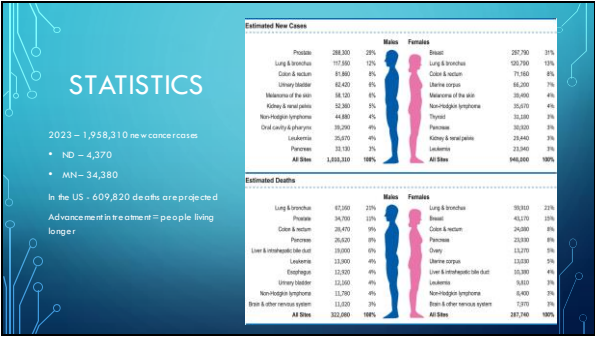 STATISTICS
2023 – 1,958,310 new cancer cases
• ND – 4,370
• MN – 34,380
In the US - 609,820 deaths are projected
Advancement in treatment = people living
longer
Estimated New Cases
Males Females
Prostate 288,300 29% Breast 297,790 31%
Lung & bronchus 117,550 12% Lung & bronchus 120,790 13%
Colon & rectum 81,860 8% Colon & rectum 71,160 8%
Urinary bladder 62,420 6% Uterine corpus 66,200 7%
Melanoma of the skin 58,120 6% Melanoma of the skin 39,490 4%
Kidney & renal pelvis 52,360 5% Non-Hodgkin lymphoma 35,670 4%
Non-Hodgkin lymphoma 44,880 4% Thyroid 31,180 3%
Oral cavity & pharynx 39,290 4% Pancreas 30,920 3%
Leukemia 35,670 4% Kidney & renal pelvis 29,440 3%
Pancreas 33,130 3% Leukemia 23,940 3%
All Sites 1,010,310 100% All Sites 948,000 100%
Estimated Deaths
Males Females
Lung & bronchus 67,160 21% Lung & bronchus 59,910 21%
Prostate 34,700 11% Breast 43,170 15%
Colon & rectum 28,470 9% Colon & rectum 24,080 8%
Pancreas 26,620 8% Pancreas 23,930 8%
Liver & intrahepatic bile duct 19,000 6% Ovary 13,270 5%
Leukemia 13,900 4% Uterine corpus 13,030 5%
Esophagus 12,920 4% Liver & intrahepatic bile duct 10,380 4%
Urinary bladder 12,160 4% Leukemia 9,810 3%
Non-Hodgkin lymphoma 11,780 4% Non-Hodgkin lymphoma 8,400 3%
Brain & other nervous system 11,020 3% Brain & other nervous system 7,970 3%
All Sites 322,080 100% All Sites 287,740 100%